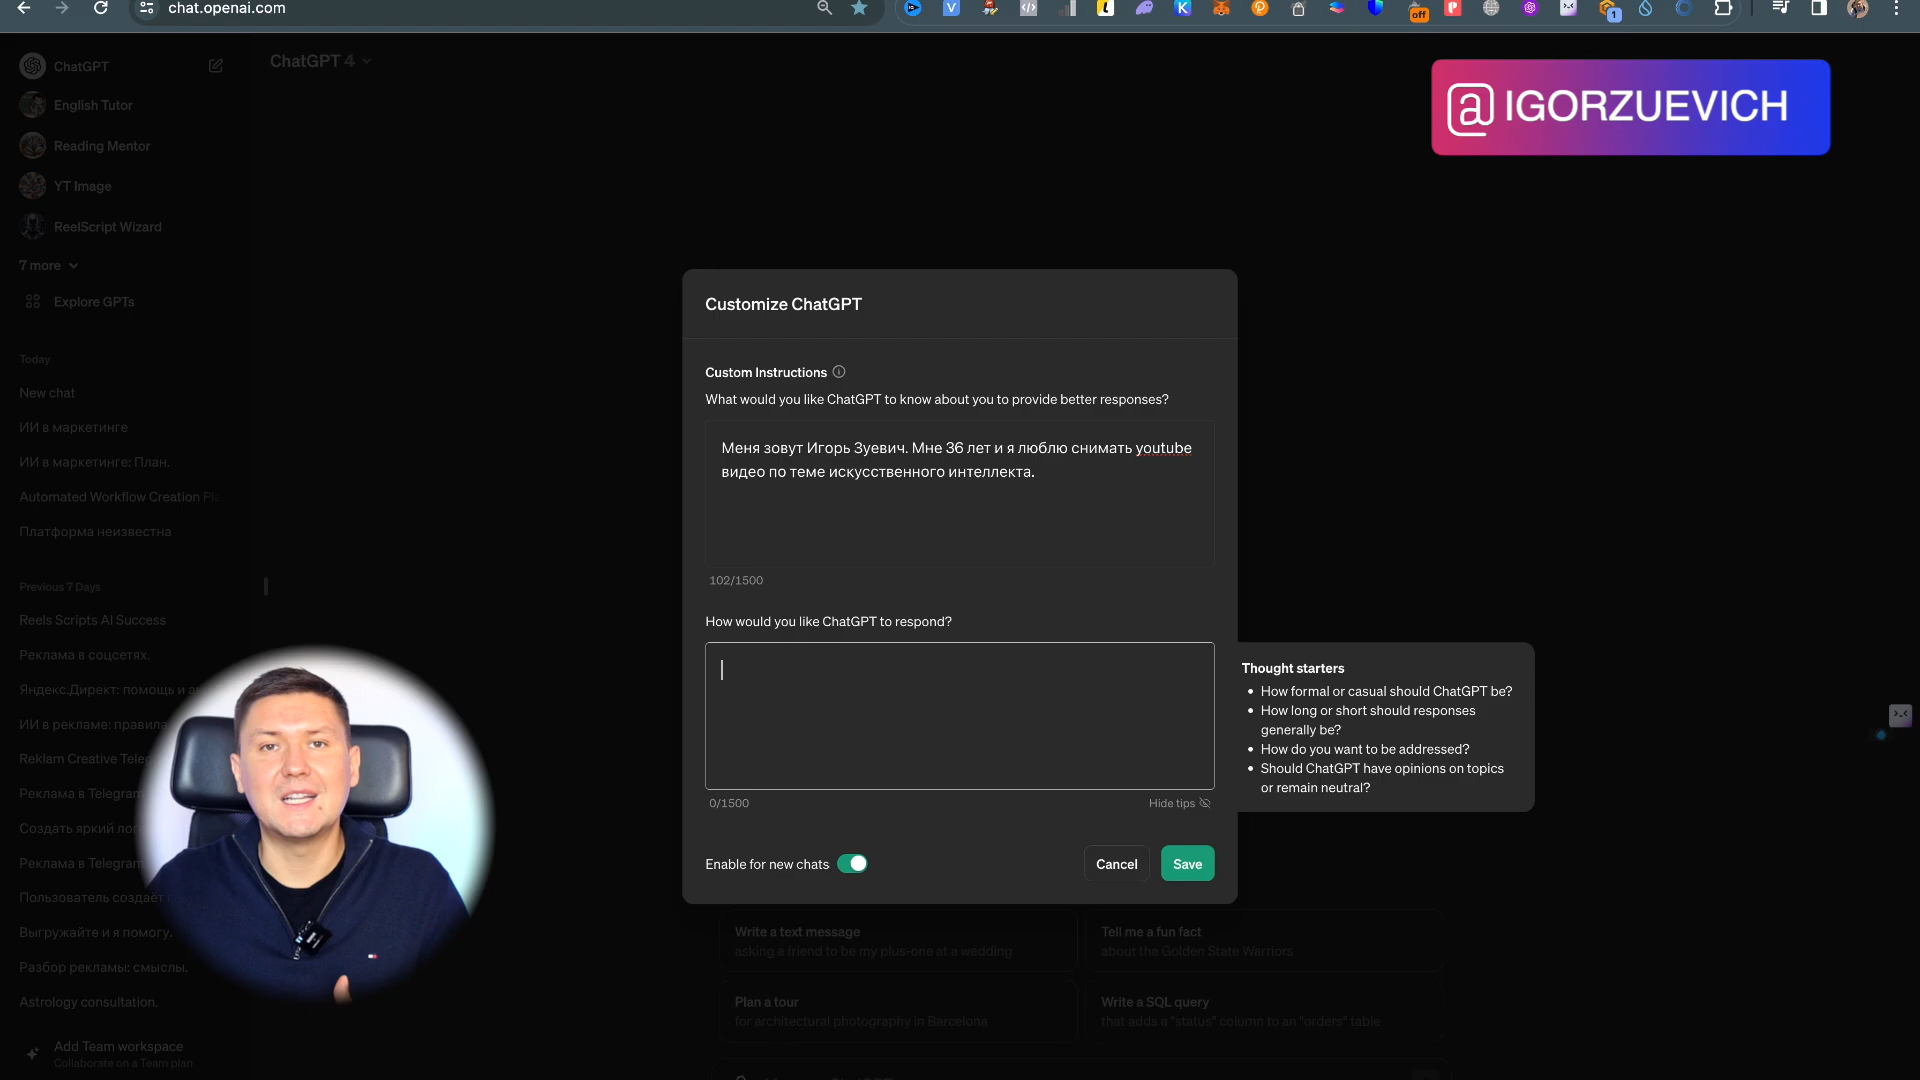 chat.openai.com
off
1
ChatGPT
ChatGPT 4
@IGORZUEVICH
English Tutor
Reading Mentor
YT Image
ReelScript Wizard
7 more
Explore GPTs
Today
New chat
ИИ в маркетинге
ИИ в маркетинге: План.
Automated Workflow Creation Pla
Платформа неизвестна
Previous 7 Days
Reels Scripts AI Success
Реклама в соцсетях.
Яндекс.Директ: помощь и
ИИ в рекламе: правила
Reklam Creative Tele
Реклама в Telegram
Создать яркий лог
Реклама в Telegram
Пользователь создаёт
Выгружайте и я помогу.
Разбор рекламы: смыслы.
Astrology consultation.
Add Team workspace
Collaborate on a Team plan
Customize ChatGPT
Custom Instructions
What would you like ChatGPT to know about you to provide better responses?
Меня зовут Игорь Зуевич. Мне 36 лет и я люблю снимать youtube
видео по теме искусственного интеллекта.
102/1500
How would you like ChatGPT to respond?
0/1500
Hide tips
Thought starters
• How formal or casual should ChatGPT be?
• How long or short should responses
generally be?
• How do you want to be addressed?
• Should ChatGPT have opinions on topics
or remain neutral?
Enable for new chats
Cancel
Save
Write a text message
asking a friend to be my plus-one at a wedding
Tell me a fun fact
about the Golden State Warriors
Plan a tour
for architectural photography in Barcelona
Write a SQL query
that adds a "status" column to an "orders" table